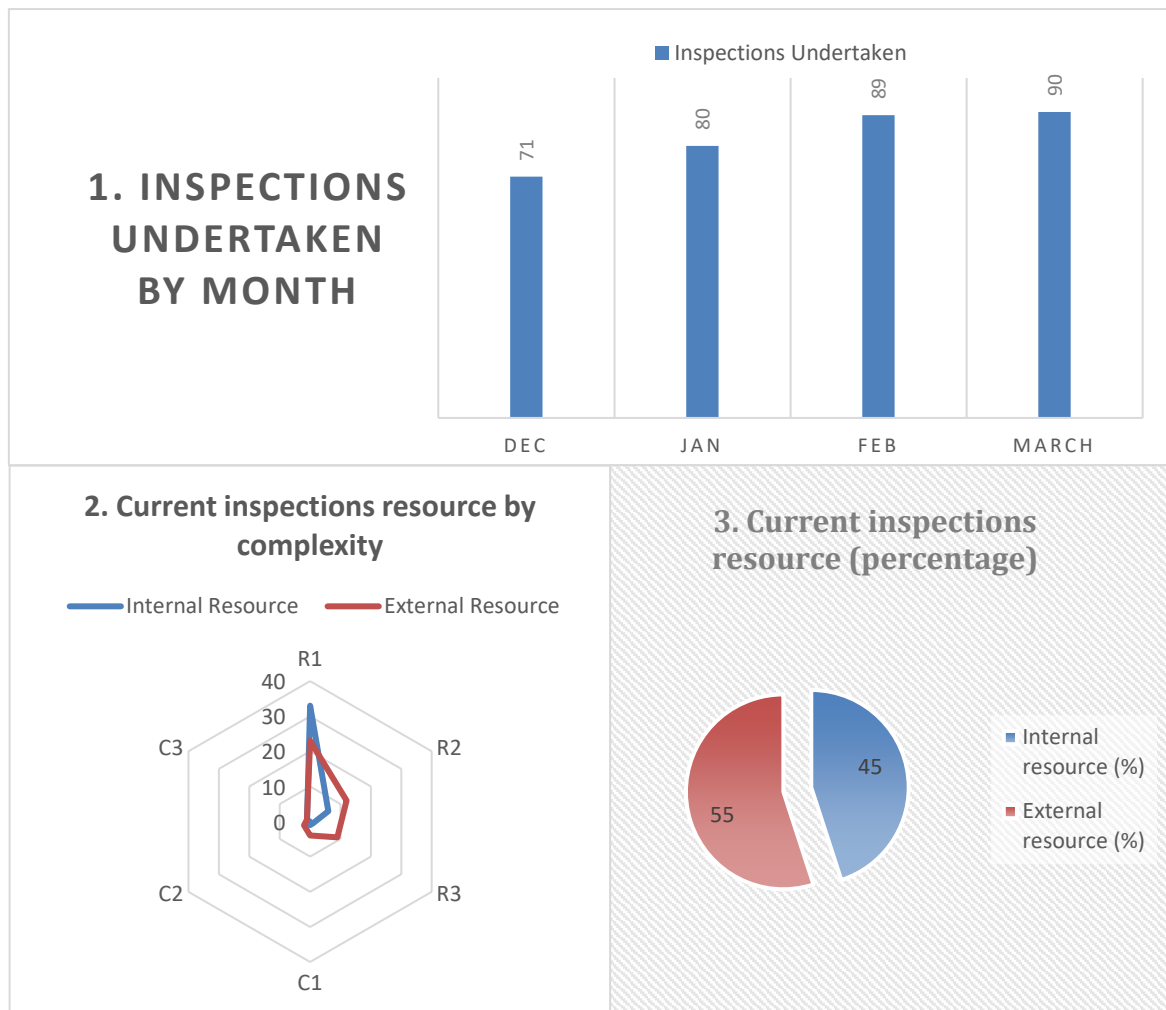 Inspections Undertaken
1. INSPECTIONS
UNDERTAKEN
BY MONTH
71
80
89
90
DEC
JAN
FEB
MARCH
2. Current inspections resource by
complexity
Internal Resource
External Resource
R1
R2
R3
C1
C2
C3
40
30
20
10
0
3. Current inspections
resource (percentage)
45
55
Internal
resource (%)
External
resource (%)